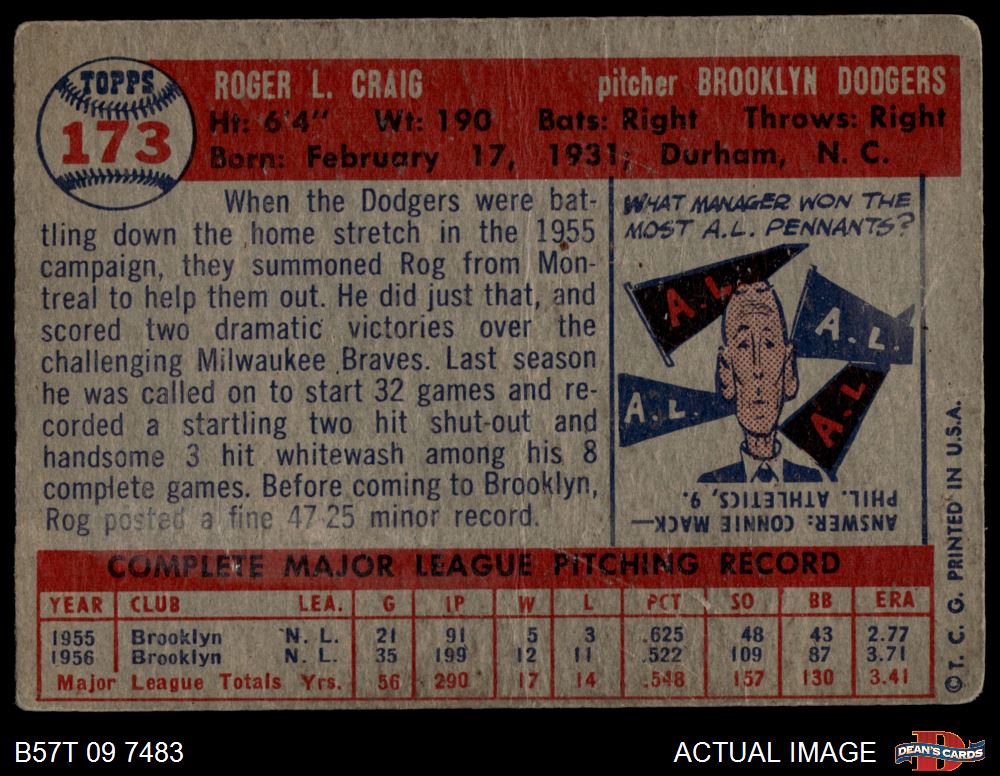 TOPPS
173
ROGER L. CRAIG pitcher BROOKLYN DODGERS
Ht: 6'4" Wt: 190 Bats: Right Throws: Right
Born: February 17, 1931, Durham, N. C.
When the Dodgers were bat-
tling down the home stretch in the 1955
campaign, they summoned Rog from Mon-
treal to help them out. He did just that, and
scored two dramatic victories over the
challenging Milwaukee Braves. Last season
he was called on to start 32 games and re-
corded a startling two hit shut-out and
handsome 3 hit whitewash among his 8
complete games. Before coming to Brooklyn,
Rog posted a fine 47-25 minor record.
WHAT MANAGER WON THE
MOST A.L. PENNANTS?
A.L.
A.L.
A.L.
A.L.
ANSWER: CONNIE MACK—
PHIL. ATHLETICS, 9.
COMPLETE MAJOR LEAGUE PITCHING RECORD
YEAR CLUB LEA. G IP W L PCT SO BB ERA
1955 Brooklyn N. L. 21 91 5 3 .625 48 43 2.77
1956 Brooklyn N. L. 35 199 12 11 .522 109 87 3.71
Major League Totals Yrs. 56 290 17 14 .548 157 130 3.41
© T. C. G. PRINTED IN U.S.A.
B57T 09 7483 ACTUAL IMAGE
DEAN'S CARDS